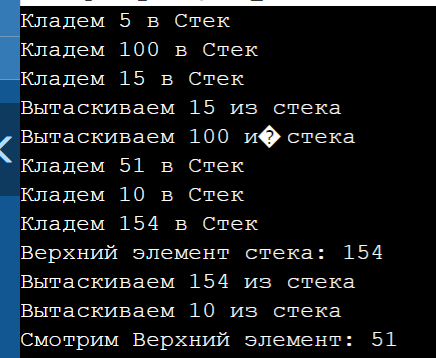 Кладем 5 в Стек
Кладем 100 в Стек
Кладем 15 в Стек
Вытаскиваем 15 из стека
Вытаскиваем 100 и� стека
Кладем 51 в Стек
Кладем 10 в Стек
Кладем 154 в Стек
Верхний элемент стека: 154
Вытаскиваем 154 из стека
Вытаскиваем 10 из стека
Смотрим Верхний элемент: 51